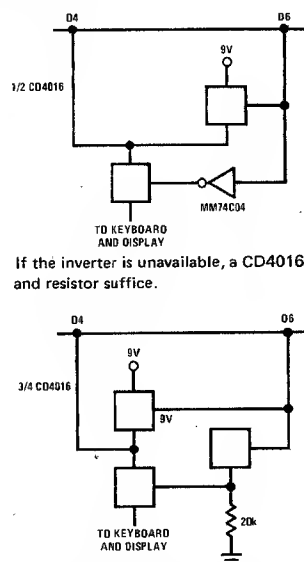 D4 D6
9V
1/2 CD4016
MM74C04
TO KEYBOARD
AND DISPLAY
If the inverter is unavailable, a CD4016
and resistor suffice.
D4 D6
9V
3/4 CD4016
9V
20k
TO KEYBOARD
AND DISPLAY